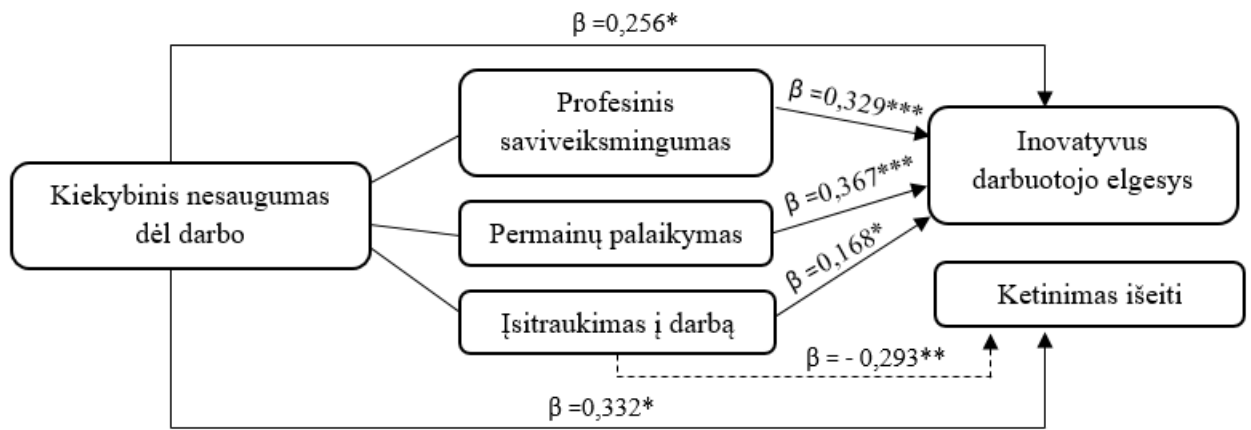 β =0,256*
Profesinis
saviveiksmingumas
β =0,329***
Inovatyvus
darbuotojo elgesys
Kiekybinis nesaugumas
dėl darbo
Permainų palaikymas
β =0,367***
β =0,168*
Įsitraukimas į darbą
Ketinimas išeiti
β = - 0,293**
β =0,332*